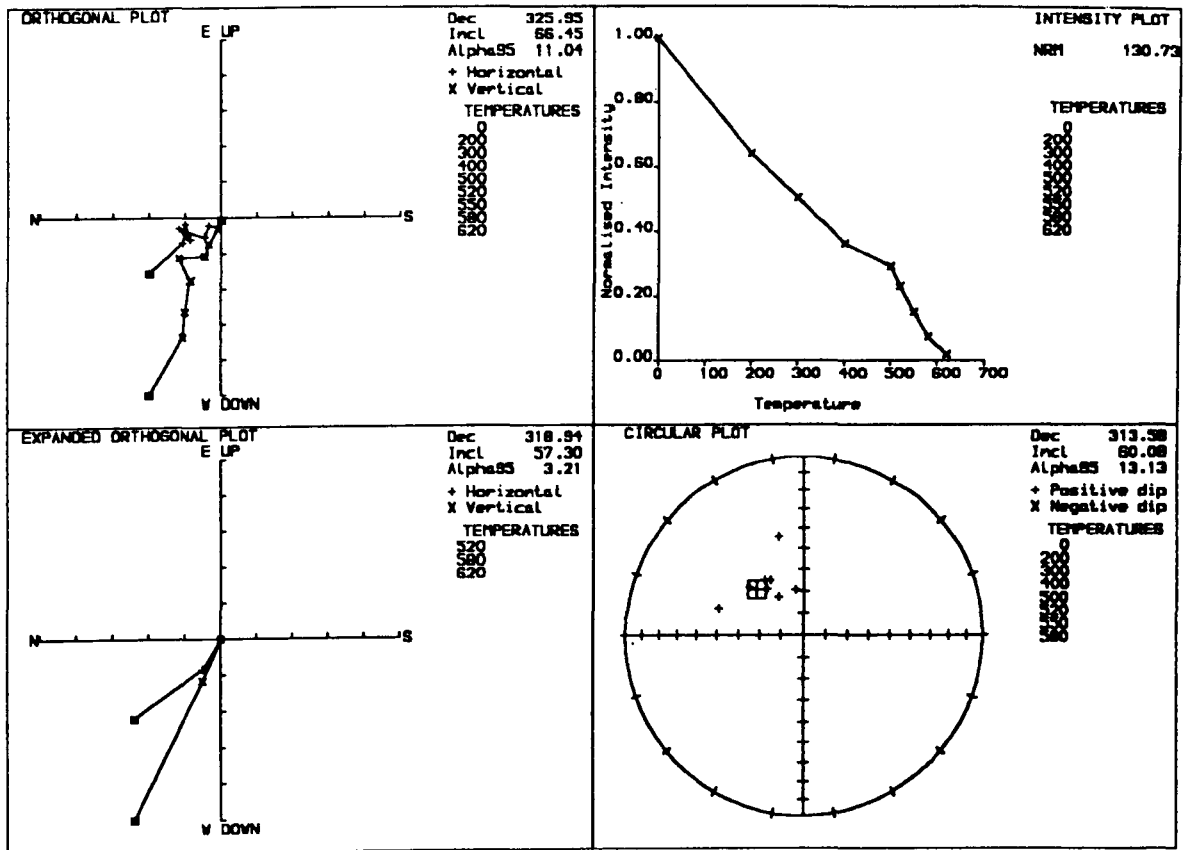 ORTHOGONAL PLOT
E UP
Dec 325.95
Incl 66.45
Alpha95 11.04
+ Horizontal
x Vertical
TEMPERATURES
0
200
300
400
500
520
550
580
620
N
S
W DOWN
INTENSITY PLOT
NRM 130.73
TEMPERATURES
0
200
300
400
500
520
550
580
620
Normalised Intensity
1.00
0.80
0.60
0.40
0.20
0.00
0 100 200 300 400 500 600 700
Temperature
EXPANDED ORTHOGONAL PLOT
E UP
Dec 318.94
Incl 57.30
Alpha95 3.21
+ Horizontal
x Vertical
TEMPERATURES
520
580
620
N
S
W DOWN
CIRCULAR PLOT
Dec 313.58
Incl 60.08
Alpha95 13.13
+ Positive dip
x Negative dip
TEMPERATURES
0
200
300
400
500
520
550
580